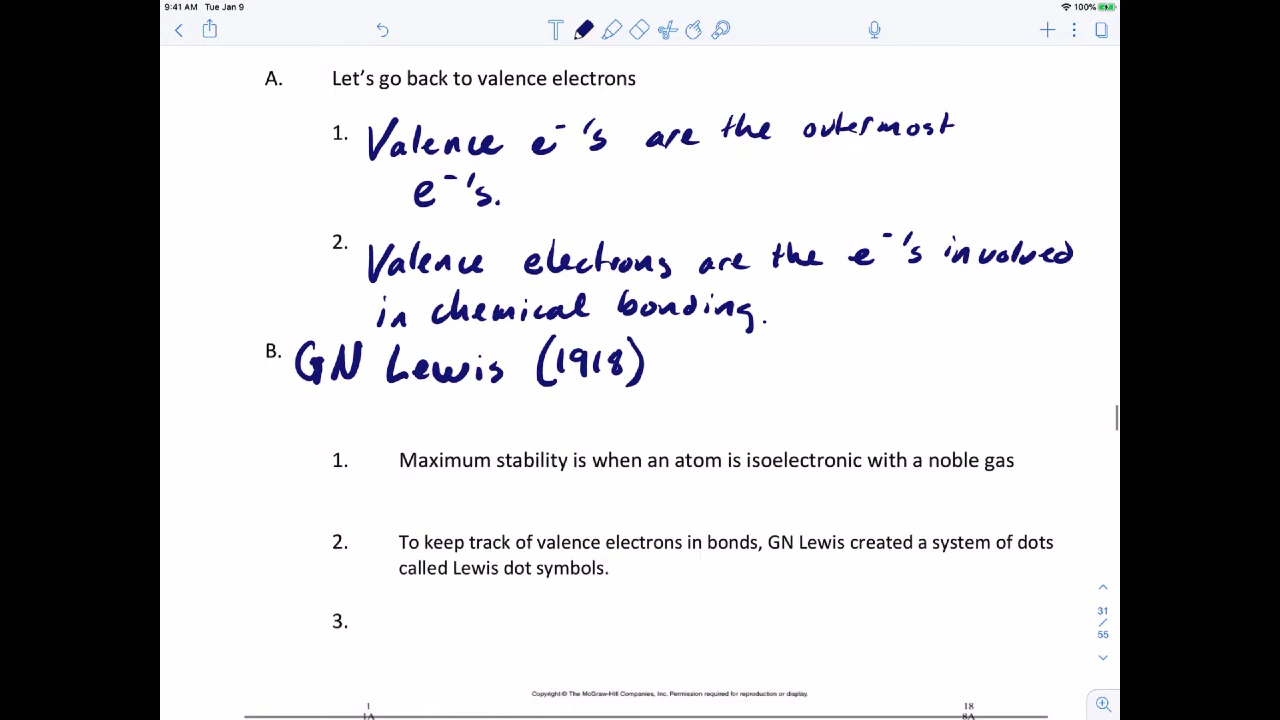 9:41 AM Tue Jan 9
100%
A. Let's go back to valence electrons
1. Valence e⁻'s are the outermost
e⁻'s.
2. Valence electrons are the e⁻'s involved
in chemical bonding.
B. GN Lewis (1918)
1. Maximum stability is when an atom is isoelectronic with a noble gas
2. To keep track of valence electrons in bonds, GN Lewis created a system of dots
called Lewis dot symbols.
3.
31
/
55
Copyright © The McGraw-Hill Companies, Inc. Permission required for reproduction or display.
1 18
1A 8A